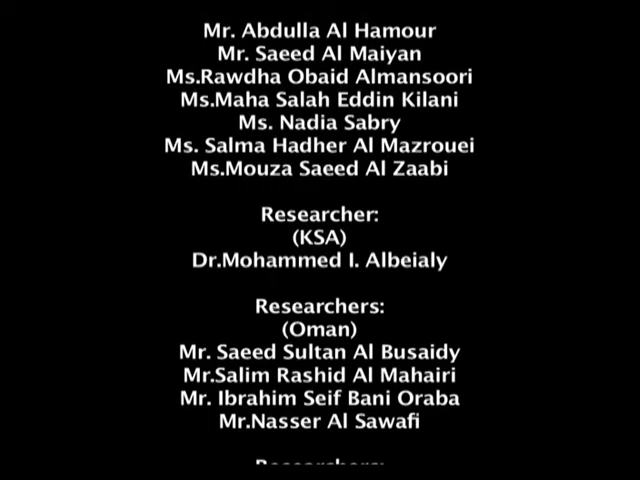 Mr. Abdulla Al Hamour
Mr. Saeed Al Maiyan
Ms.Rawdha Obaid Almansoori
Ms.Maha Salah Eddin Kilani
Ms. Nadia Sabry
Ms. Salma Hadher Al Mazrouei
Ms.Mouza Saeed Al Zaabi
Researcher:
(KSA)
Dr.Mohammed I. Albeialy
Researchers:
(Oman)
Mr. Saeed Sultan Al Busaidy
Mr.Salim Rashid Al Mahairi
Mr. Ibrahim Seif Bani Oraba
Mr.Nasser Al Sawafi
Researchers: